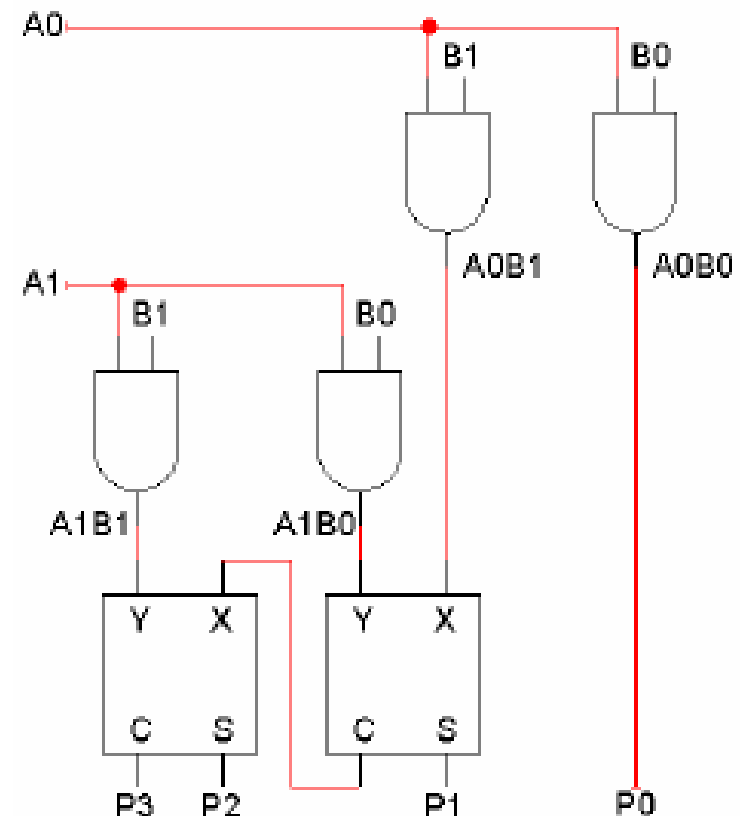 A0
B1 B0
A0B1 A0B0
A1
B1 B0
A1B1 A1B0
Y X Y X
C S C S
P3 P2 P1 P0